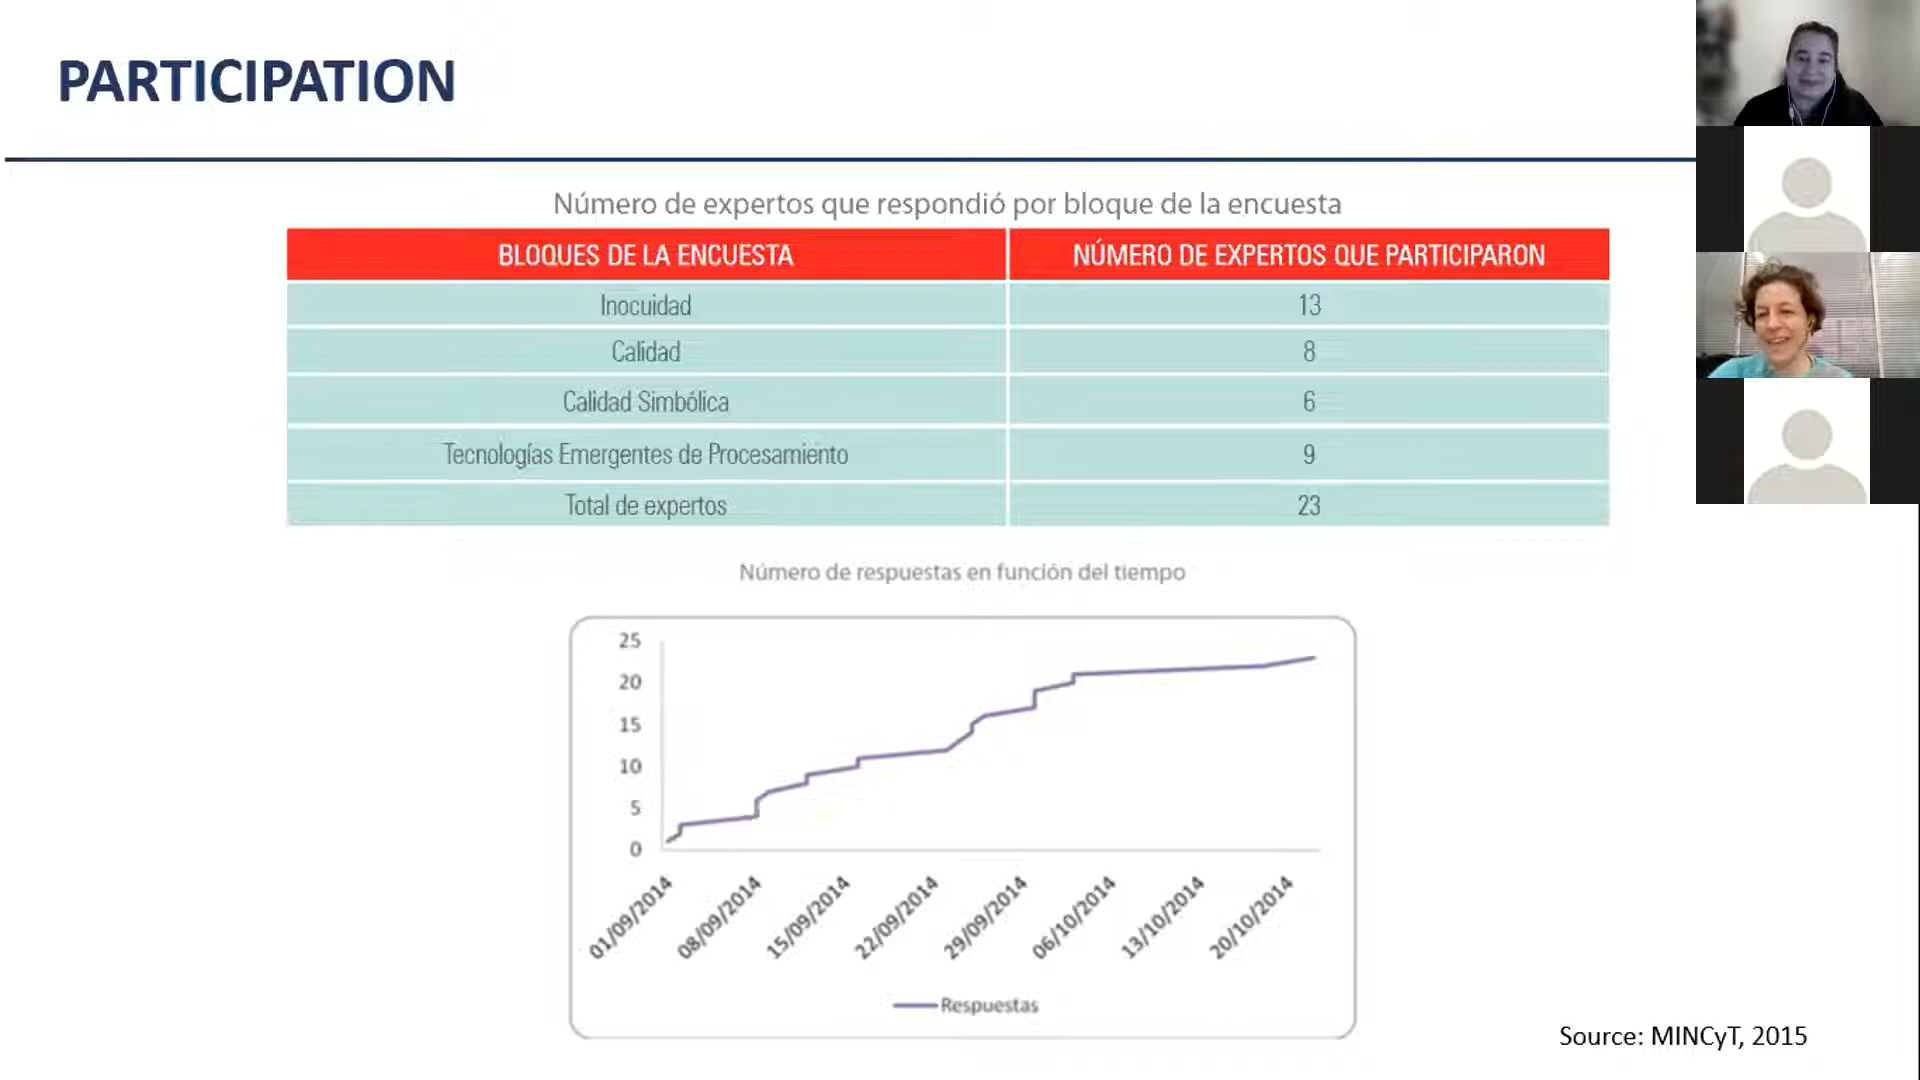 PARTICIPATION
Número de expertos que respondió por bloque de la encuesta
BLOQUES DE LA ENCUESTA NÚMERO DE EXPERTOS QUE PARTICIPARON
Inocuidad 13
Calidad 8
Calidad Simbólica 6
Tecnologías Emergentes de Procesamiento 9
Total de expertos 23
Número de respuestas en función del tiempo
25
20
15
10
5
0
01/09/2014 08/09/2014 15/09/2014 22/09/2014 29/09/2014 06/10/2014 13/10/2014 20/10/2014
Respuestas
Source: MINCyT, 2015